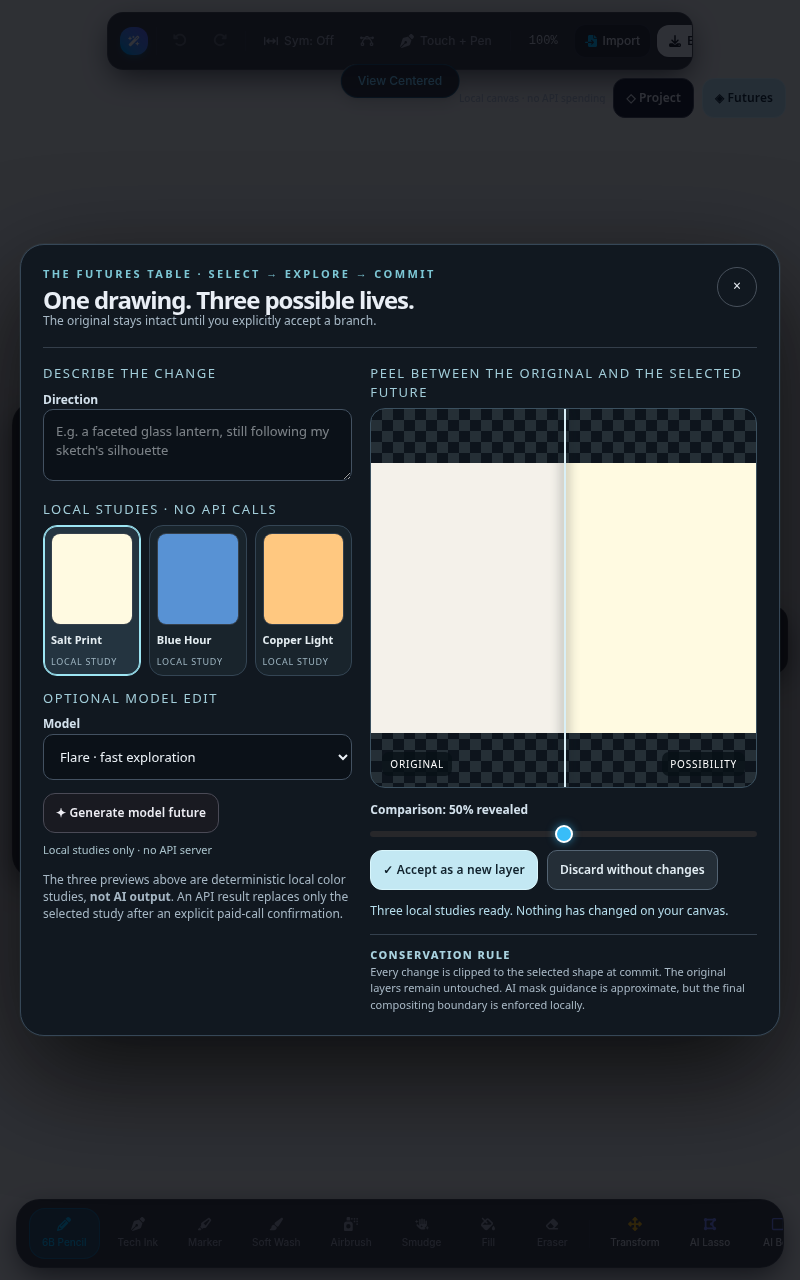 Sym: Off
Touch + Pen
100%
Import
E
View Centered
Local canvas · no API spending
◇ Project
◈ Futures
THE FUTURES TABLE · SELECT → EXPLORE → COMMIT
One drawing. Three possible lives.
The original stays intact until you explicitly accept a branch.
×
DESCRIBE THE CHANGE
Direction
E.g. a faceted glass lantern, still following my
sketch's silhouette
LOCAL STUDIES · NO API CALLS
Salt Print
LOCAL STUDY
Blue Hour
LOCAL STUDY
Copper Light
LOCAL STUDY
OPTIONAL MODEL EDIT
Model
Flare · fast exploration
✦ Generate model future
Local studies only · no API server
The three previews above are deterministic local color
studies, not AI output. An API result replaces only the
selected study after an explicit paid-call confirmation.
PEEL BETWEEN THE ORIGINAL AND THE SELECTED
FUTURE
ORIGINAL
POSSIBILITY
Comparison: 50% revealed
✓ Accept as a new layer
Discard without changes
Three local studies ready. Nothing has changed on your canvas.
CONSERVATION RULE
Every change is clipped to the selected shape at commit. The original
layers remain untouched. AI mask guidance is approximate, but the final
compositing boundary is enforced locally.
6B Pencil
Tech Ink
Marker
Soft Wash
Airbrush
Smudge
Fill
Eraser
Transform
AI Lasso
AI B